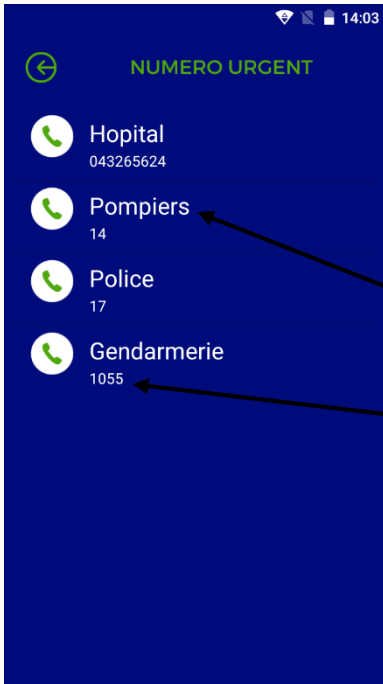 14:03
NUMERO URGENT
Hopital
043265624
Pompiers
14
Police
17
Gendarmerie
1055